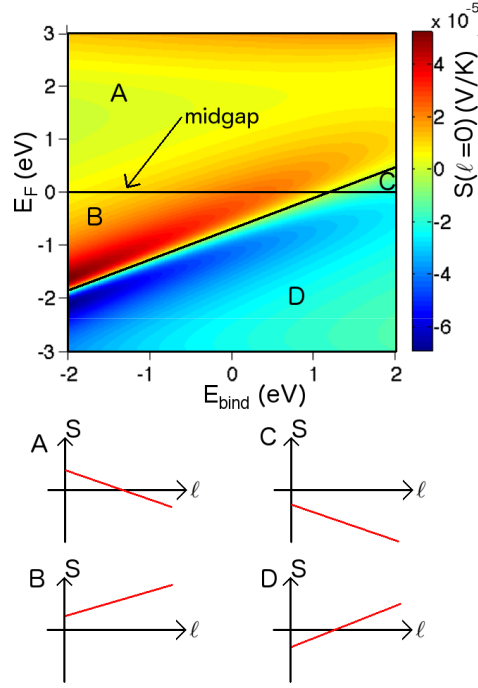 x 10⁻⁵
3
2
1
0
-1
-2
-3
E_F (eV)
A
midgap
B
C
D
-2
-1
0
1
2
E_bind (eV)
4
2
0
-2
-4
-6
S(ℓ=0) (V/K)
A
S
ℓ
C
S
ℓ
B
S
ℓ
D
S
ℓ